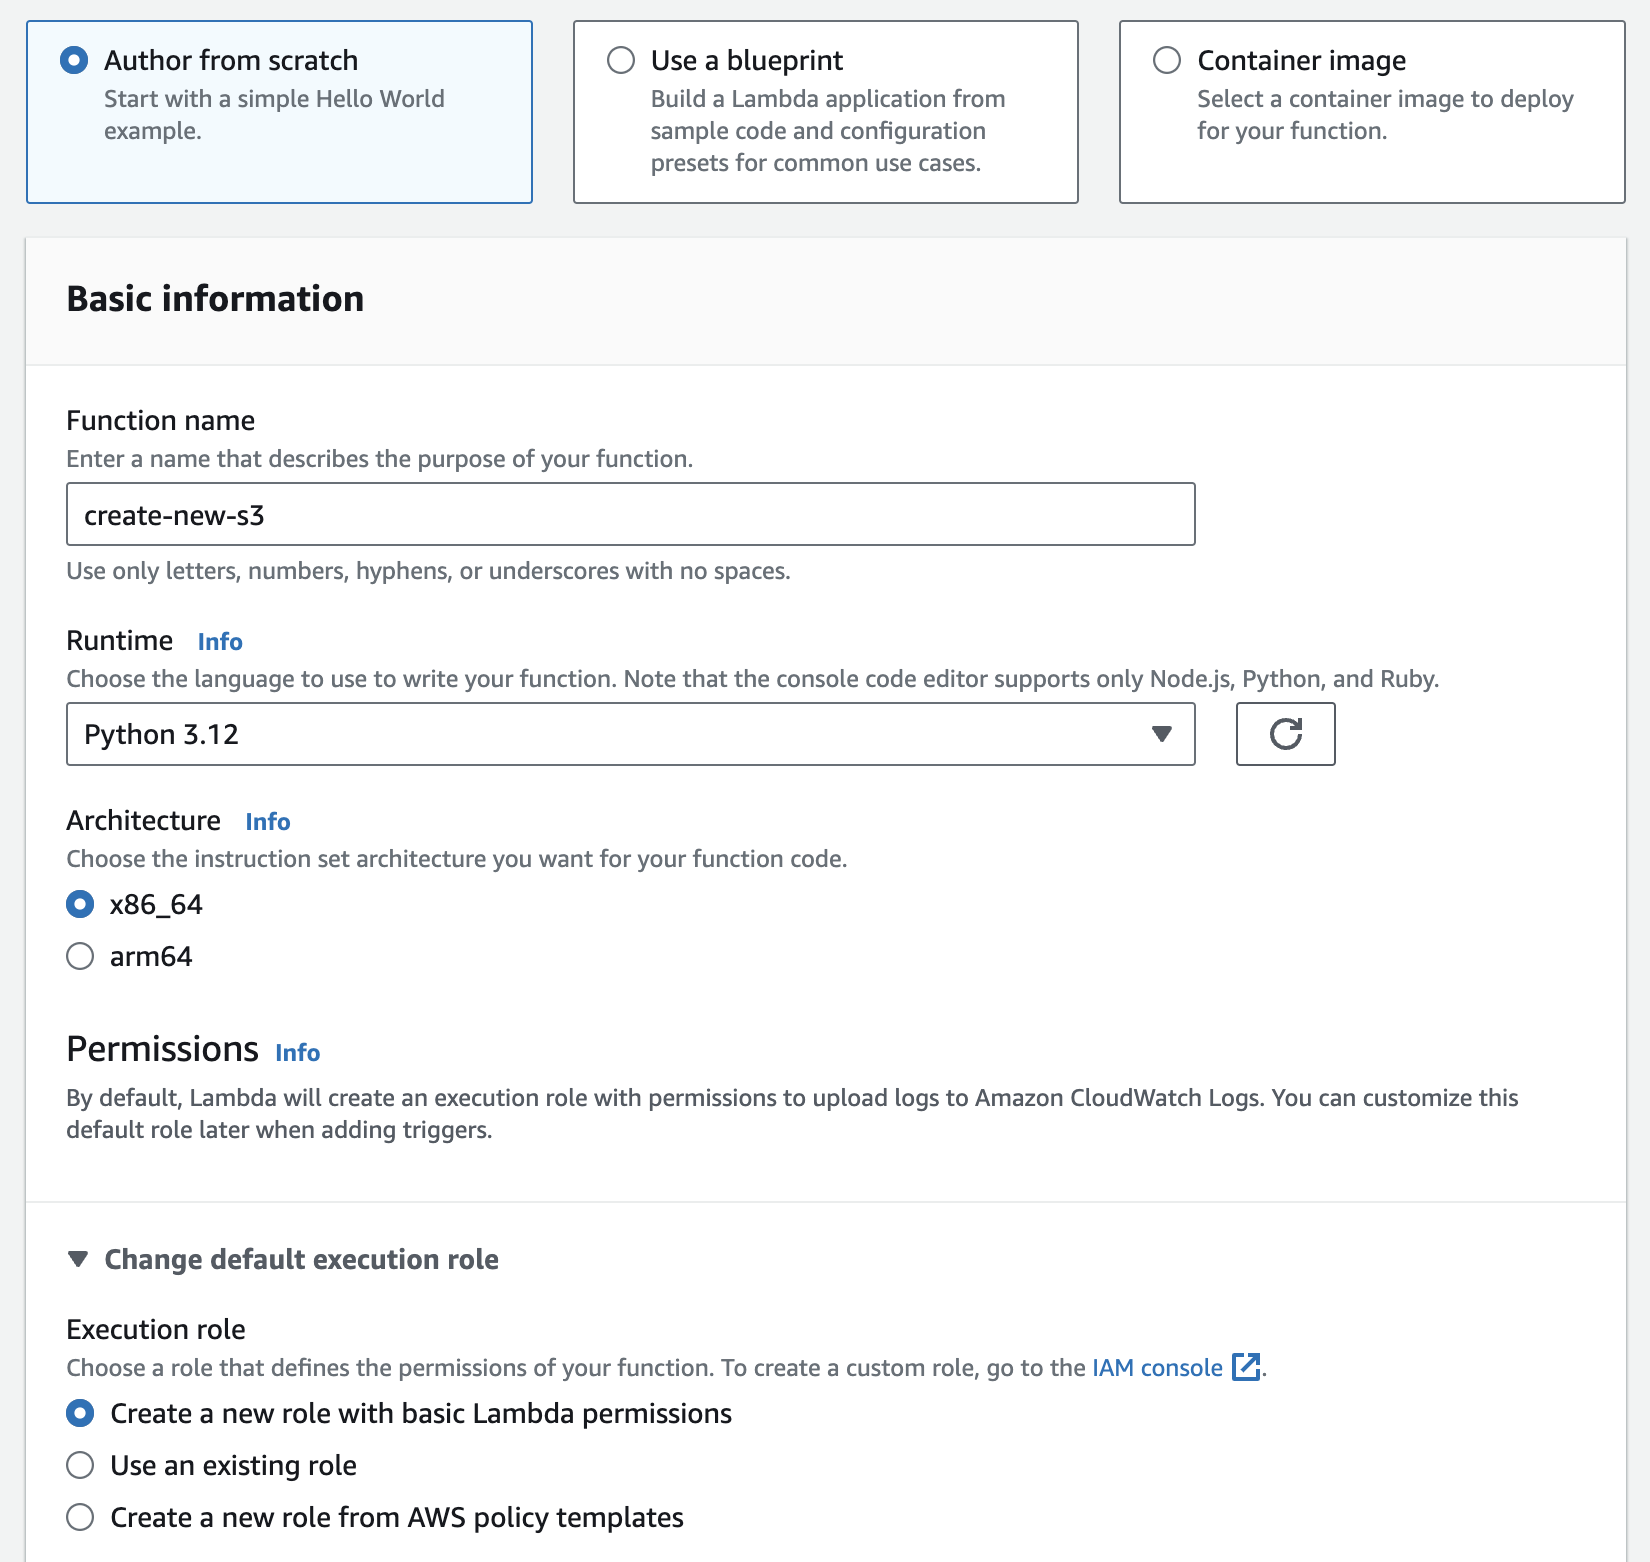 Author from scratch
Start with a simple Hello World
example.
Use a blueprint
Build a Lambda application from
sample code and configuration
presets for common use cases.
Container image
Select a container image to deploy
for your function.
Basic information
Function name
Enter a name that describes the purpose of your function.
create-new-s3
Use only letters, numbers, hyphens, or underscores with no spaces.
Runtime Info
Choose the language to use to write your function. Note that the console code editor supports only Node.js, Python, and Ruby.
Python 3.12
Architecture Info
Choose the instruction set architecture you want for your function code.
x86_64
arm64
Permissions Info
By default, Lambda will create an execution role with permissions to upload logs to Amazon CloudWatch Logs. You can customize this
default role later when adding triggers.
Change default execution role
Execution role
Choose a role that defines the permissions of your function. To create a custom role, go to the IAM console.
Create a new role with basic Lambda permissions
Use an existing role
Create a new role from AWS policy templates